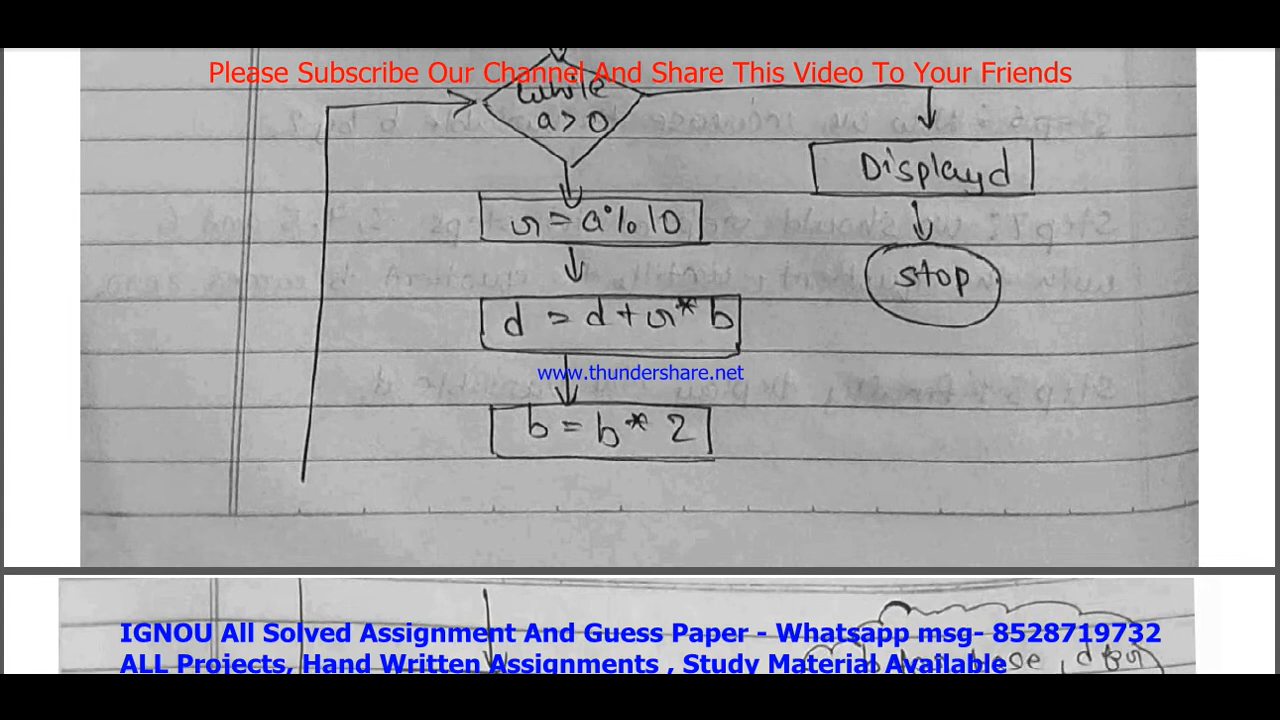 Please Subscribe Our Channel And Share This Video To Your Friends
while
a > 0
Display d
r = a % 10
stop
d = d + r * b
www.thundershare.net
b = b * 2
IGNOU All Solved Assignment And Guess Paper - Whatsapp msg- 8528719732
ALL Projects, Hand Written Assignments , Study Material Available